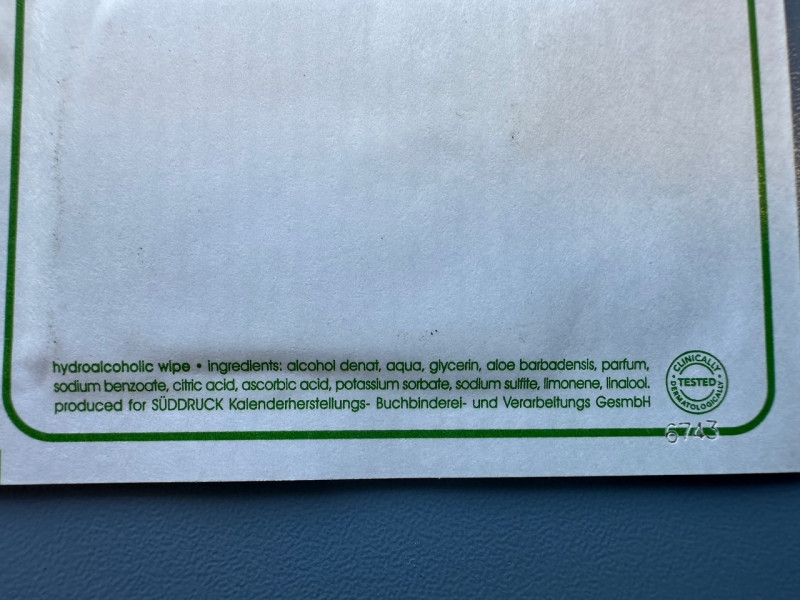 hydroalcoholic wipe • ingredients: alcohol denat, aqua, glycerin, aloe barbadensis, parfum,
sodium benzoate, citric acid, ascorbic acid, potassium sorbate, sodium sulfite, limonene, linalool.
produced for SÜDDRUCK Kalenderherstellungs- Buchbinderei- und Verarbeitungs GesmbH
CLINICALLY
TESTED
DERMATOLOGICALLY
6743